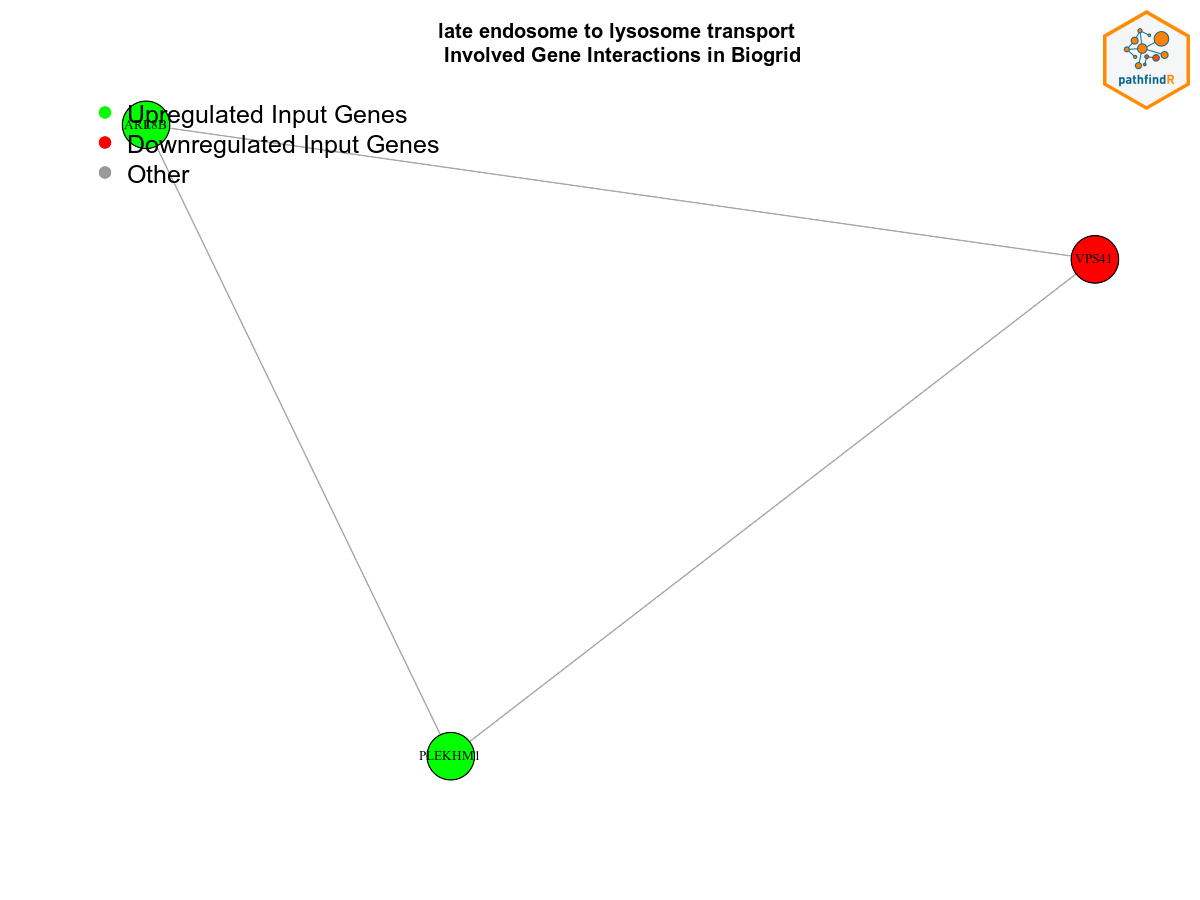 late endosome to lysosome transport
Involved Gene Interactions in Biogrid
pathfindR
Upregulated Input Genes
Downregulated Input Genes
Other
VPS41
PLEKHM1